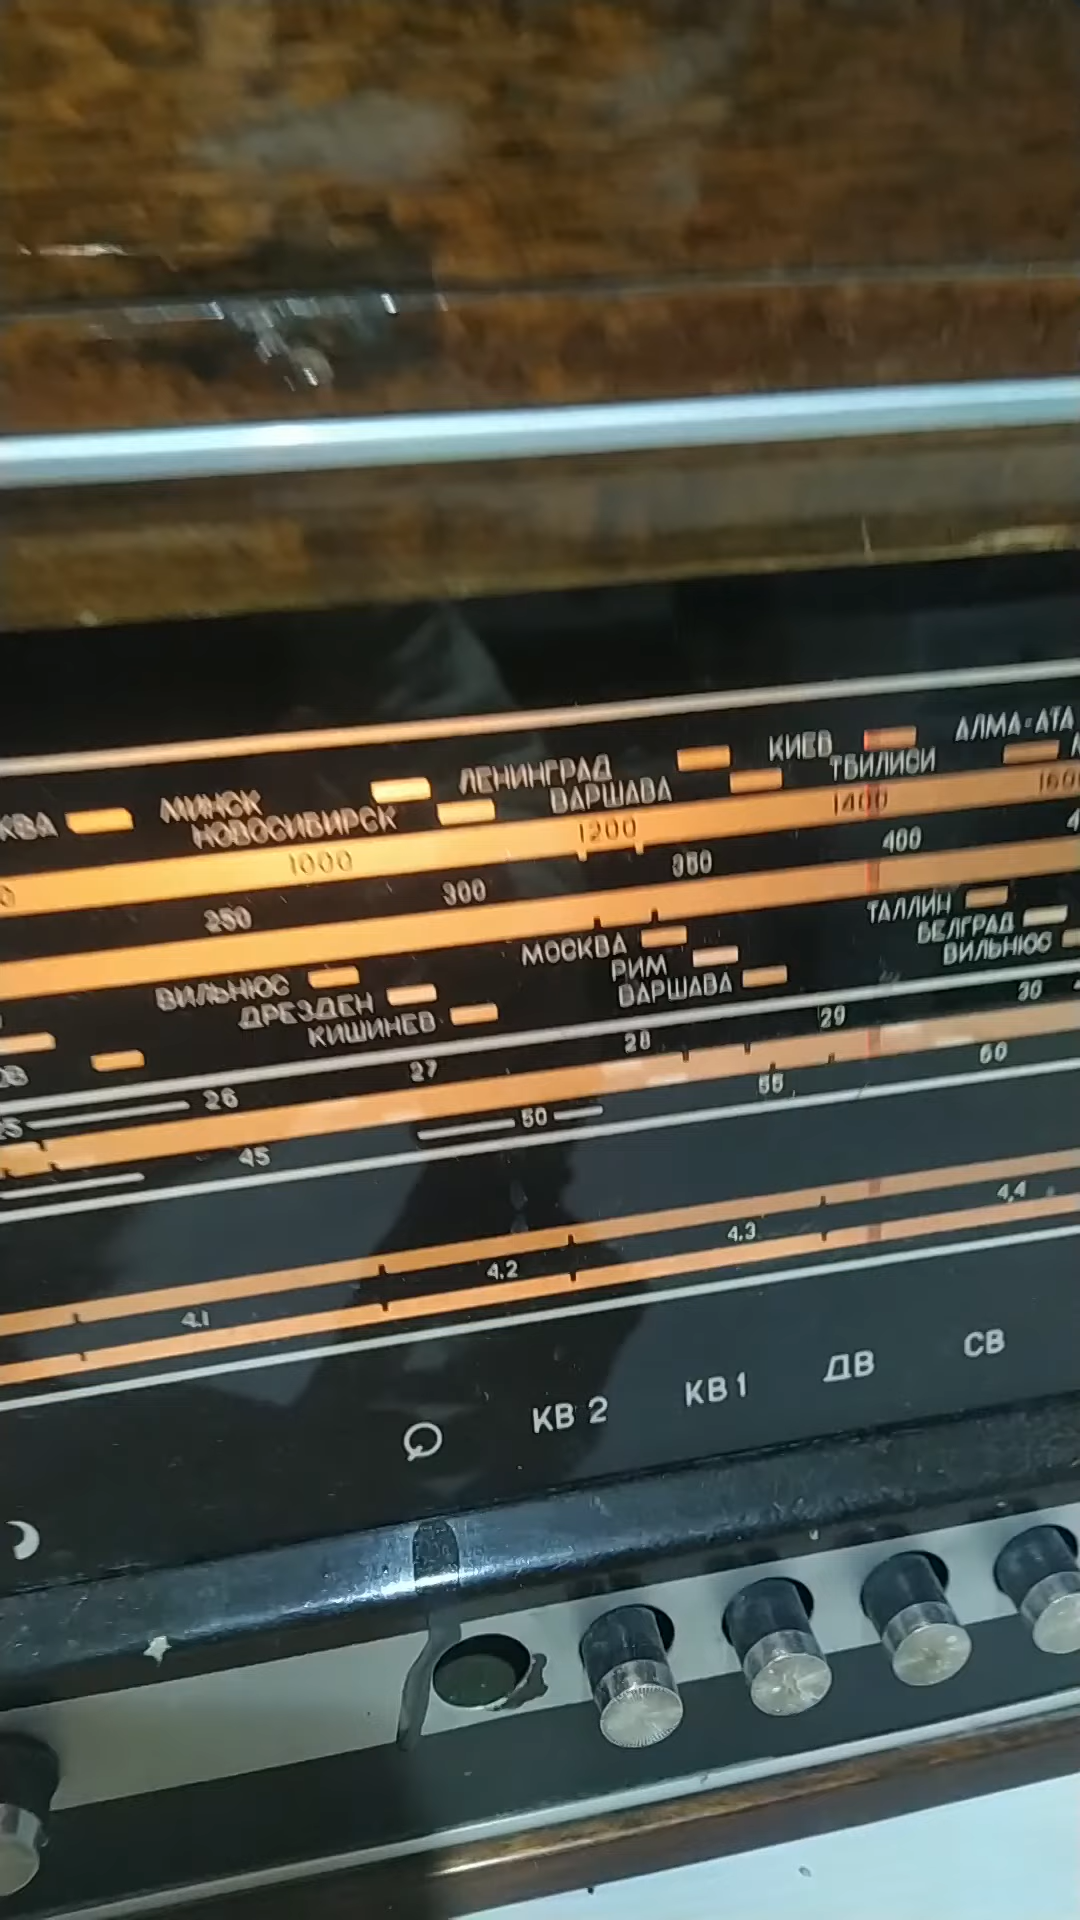 КИЕВ АЛМА-АТА
МИНСК ЛЕНИНГРАД ТБИЛИСИ
НОВОСИБИРСК ВАРШАВА
1000 1200 1400
250 300 350 400
ТАЛЛИН
МОСКВА БЕЛГРАД
ВИЛЬНЮС РИМ ВИЛЬНЮС
ДРЕЗДЕН ВАРШАВА
КИШИНЕВ
26 27 28 29 30
45 50 55 60
4,1 4,2 4,3 4,4
КВ 2 КВ 1 ДВ СВ